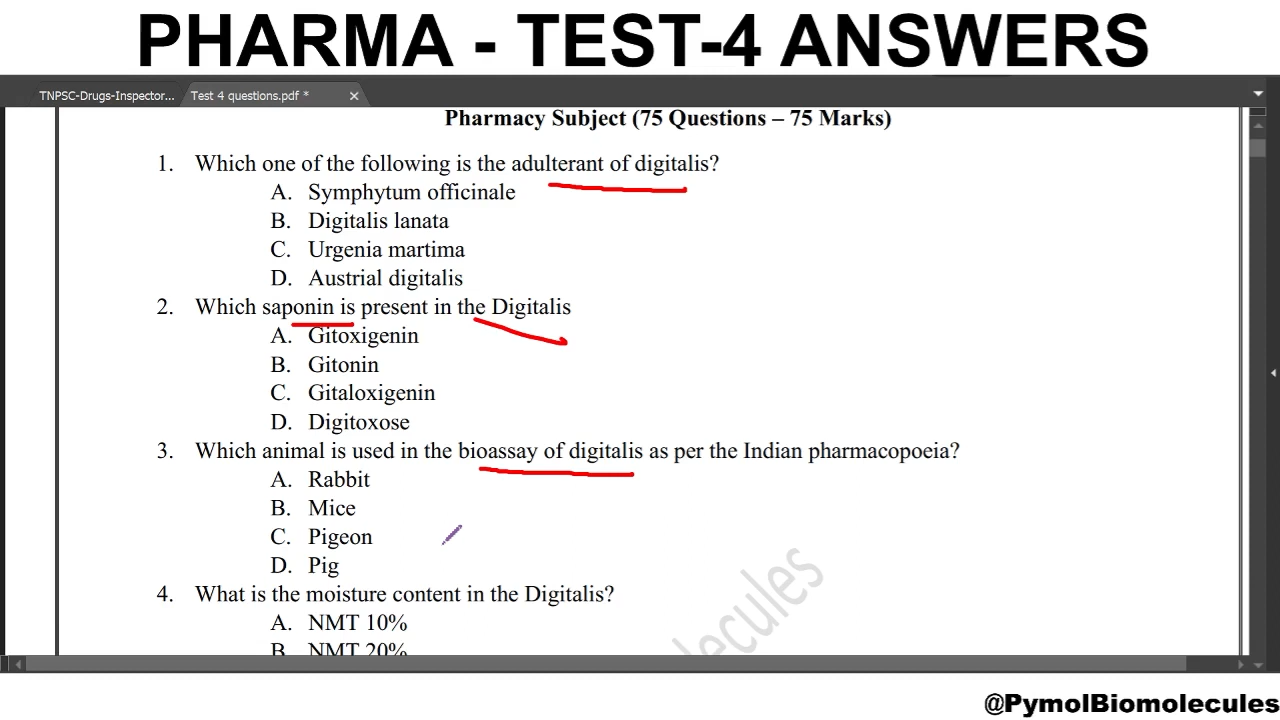 PHARMA - TEST-4 ANSWERS
TNPSC-Drugs-Inspector... Test 4 questions.pdf *
Pharmacy Subject (75 Questions – 75 Marks)
1. Which one of the following is the adulterant of digitalis?
A. Symphytum officinale
B. Digitalis lanata
C. Urgenia martima
D. Austrial digitalis
2. Which saponin is present in the Digitalis
A. Gitoxigenin
B. Gitonin
C. Gitaloxigenin
D. Digitoxose
3. Which animal is used in the bioassay of digitalis as per the Indian pharmacopoeia?
A. Rabbit
B. Mice
C. Pigeon
D. Pig
4. What is the moisture content in the Digitalis?
A. NMT 10%
B. NMT 20%
lecules
@PymolBiomolecules